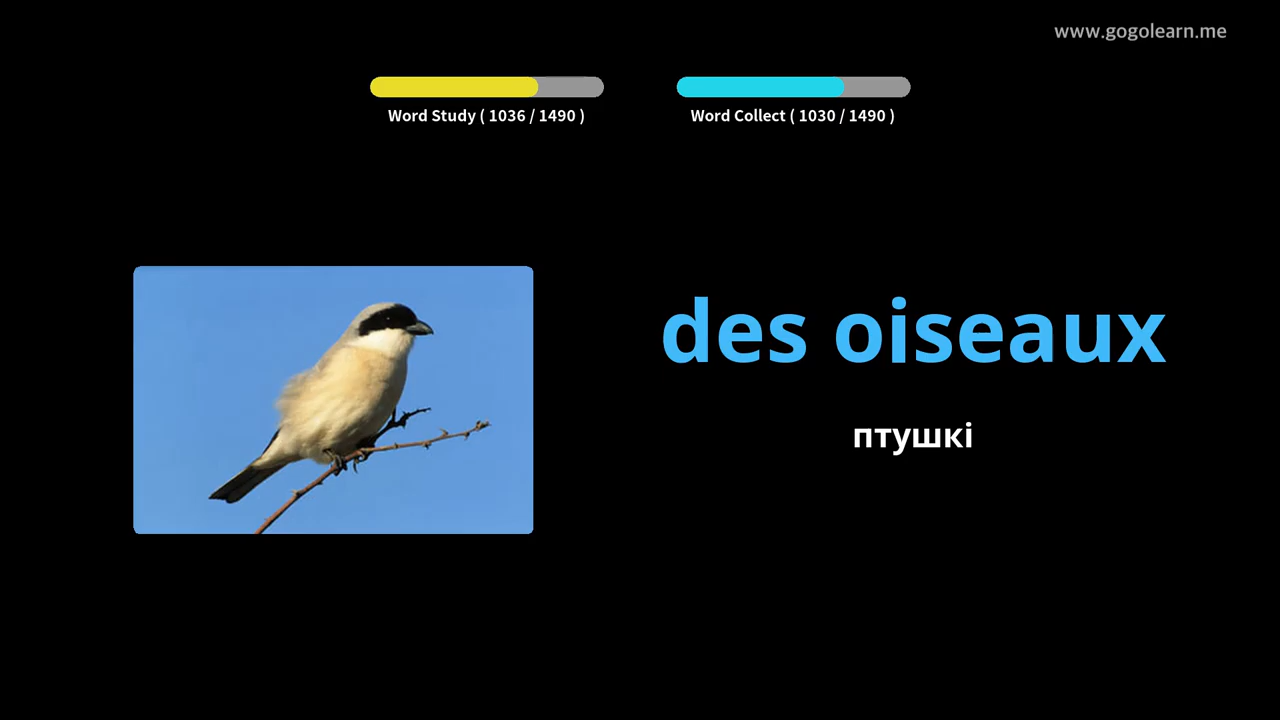 www.gogolearn.me
Word Study ( 1036 / 1490 )
Word Collect ( 1030 / 1490 )
des oiseaux
птушкі